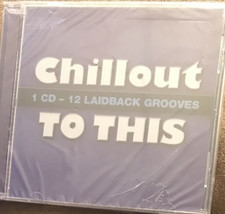 Chillout
1 CD - 12 LAIDBACK GROOVES
TO THIS